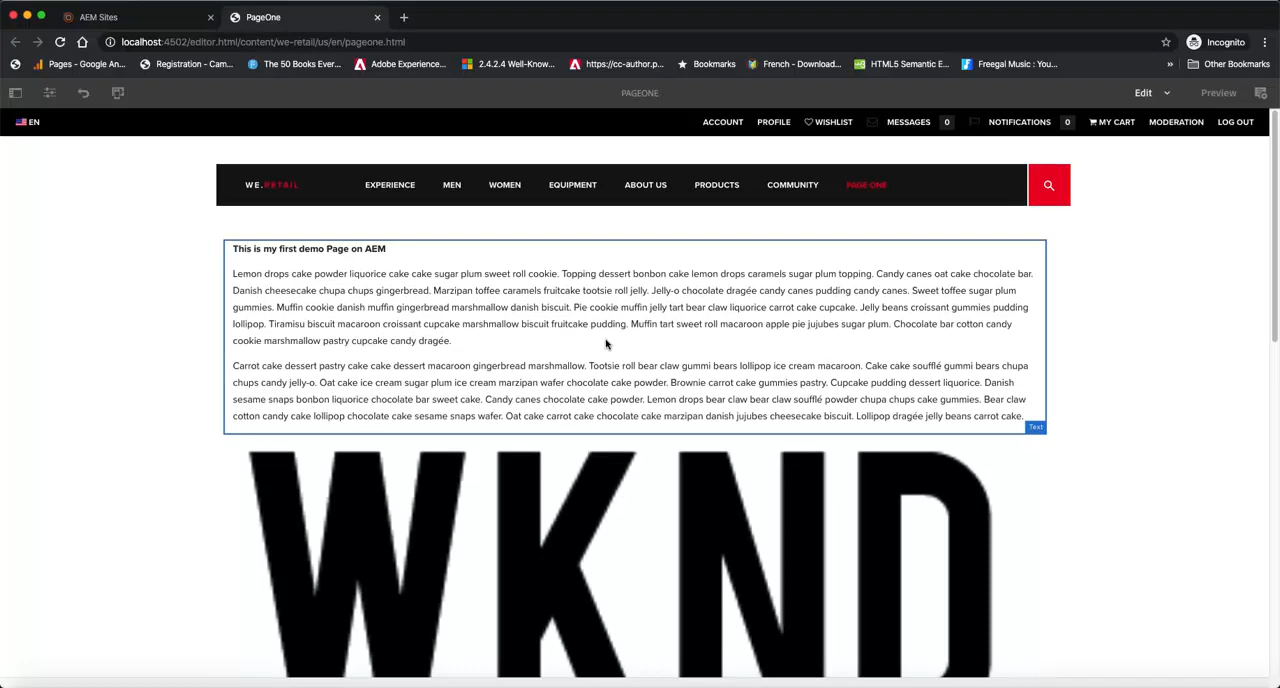 AEM Sites
PageOne
localhost:4502/editor.html/content/we-retail/us/en/pageone.html
Incognito
Pages - Google An...
Registration - Cam...
The 50 Books Ever...
Adobe Experience...
2.4.2.4 Well-Know...
https://cc-author.p...
Bookmarks
French - Download...
HTML5 Semantic E...
Freegal Music : You...
»
Other Bookmarks
PAGEONE
Edit
Preview
EN
ACCOUNT
PROFILE
WISHLIST
MESSAGES
0
NOTIFICATIONS
0
MY CART
MODERATION
LOG OUT
WE.RETAIL
EXPERIENCE
MEN
WOMEN
EQUIPMENT
ABOUT US
PRODUCTS
COMMUNITY
PAGE ONE
This is my first demo Page on AEM
Lemon drops cake powder liquorice cake cake sugar plum sweet roll cookie. Topping dessert bonbon cake lemon drops caramels sugar plum topping. Candy canes oat cake chocolate bar.
Danish cheesecake chupa chups gingerbread. Marzipan toffee caramels fruitcake tootsie roll jelly. Jelly-o chocolate dragée candy canes pudding candy canes. Sweet toffee sugar plum
gummies. Muffin cookie danish muffin gingerbread marshmallow danish biscuit. Pie cookie muffin jelly tart bear claw liquorice carrot cake cupcake. Jelly beans croissant gummies pudding
lollipop. Tiramisu biscuit macaroon croissant cupcake marshmallow biscuit fruitcake pudding. Muffin tart sweet roll macaroon apple pie jujubes sugar plum. Chocolate bar cotton candy
cookie marshmallow pastry cupcake candy dragée.
Carrot cake dessert pastry cake cake dessert macaroon gingerbread marshmallow. Tootsie roll bear claw gummi bears lollipop ice cream macaroon. Cake cake soufflé gummi bears chupa
chups candy jelly-o. Oat cake ice cream sugar plum ice cream marzipan wafer chocolate cake powder. Brownie carrot cake gummies pastry. Cupcake pudding dessert liquorice. Danish
sesame snaps bonbon liquorice chocolate bar sweet cake. Candy canes chocolate cake powder. Lemon drops bear claw bear claw soufflé powder chupa chups cake gummies. Bear claw
cotton candy cake lollipop chocolate cake sesame snaps wafer. Oat cake carrot cake chocolate cake marzipan danish jujubes cheesecake biscuit. Lollipop dragée jelly beans carrot cake.
Text
WKND